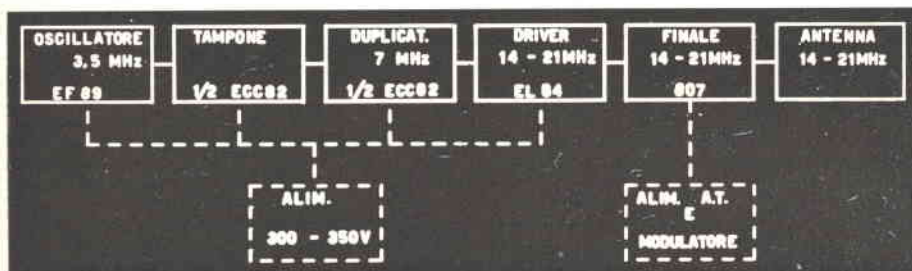 OSCILLATORE
3,5 MHz
EF 89
TAMPONE
1/2 ECC82
DUPLICAT.
7 MHz
1/2 ECC82
DRIVER
14 - 21MHz
EL 84
FINALE
14 - 21MHz
807
ANTENNA
14 - 21MHz
ALIM.
300 - 350V
ALIM. A.T.
E
MODULATORE